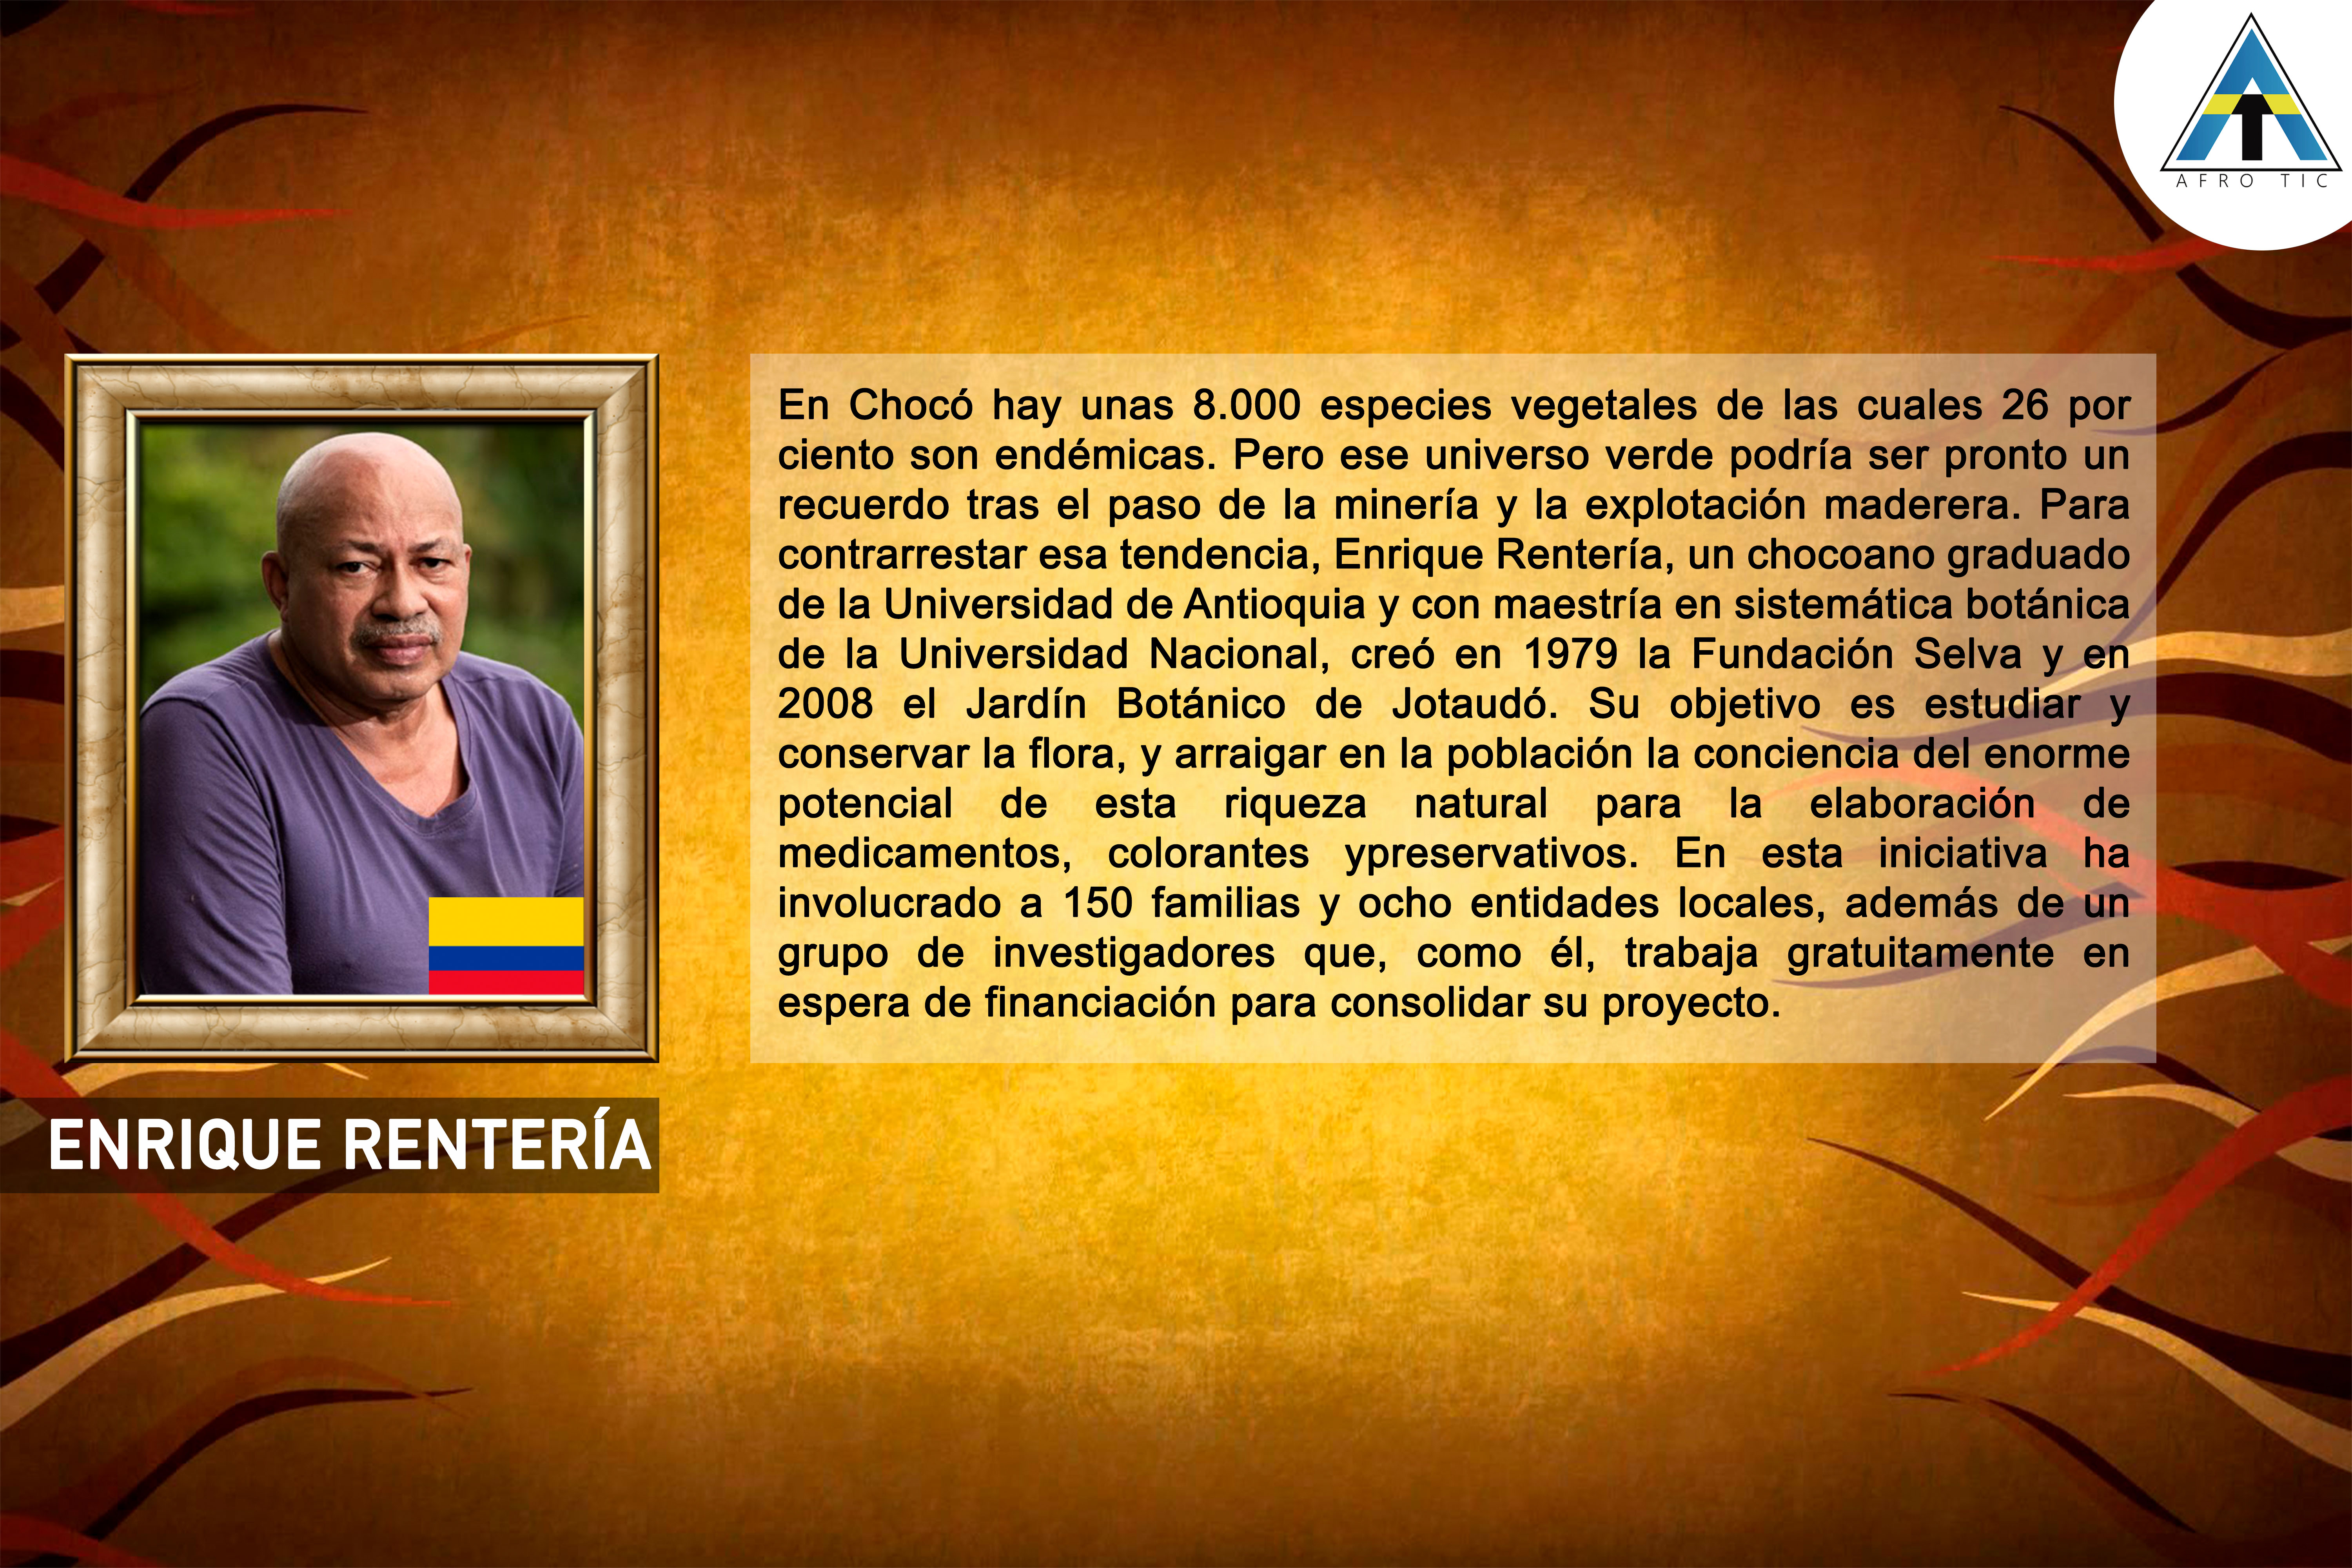 AFRO TIC
En Chocó hay unas 8.000 especies vegetales de las cuales 26 por
ciento son endémicas. Pero ese universo verde podría ser pronto un
recuerdo tras el paso de la minería y la explotación maderera. Para
contrarrestar esa tendencia, Enrique Rentería, un chocoano graduado
de la Universidad de Antioquia y con maestría en sistemática botánica
de la Universidad Nacional, creó en 1979 la Fundación Selva y en
2008 el Jardín Botánico de Jotaudó. Su objetivo es estudiar y
conservar la flora, y arraigar en la población la conciencia del enorme
potencial de esta riqueza natural para la elaboración de
medicamentos, colorantes ypreservativos. En esta iniciativa ha
involucrado a 150 familias y ocho entidades locales, además de un
grupo de investigadores que, como él, trabaja gratuitamente en
espera de financiación para consolidar su proyecto.
ENRIQUE RENTERÍA